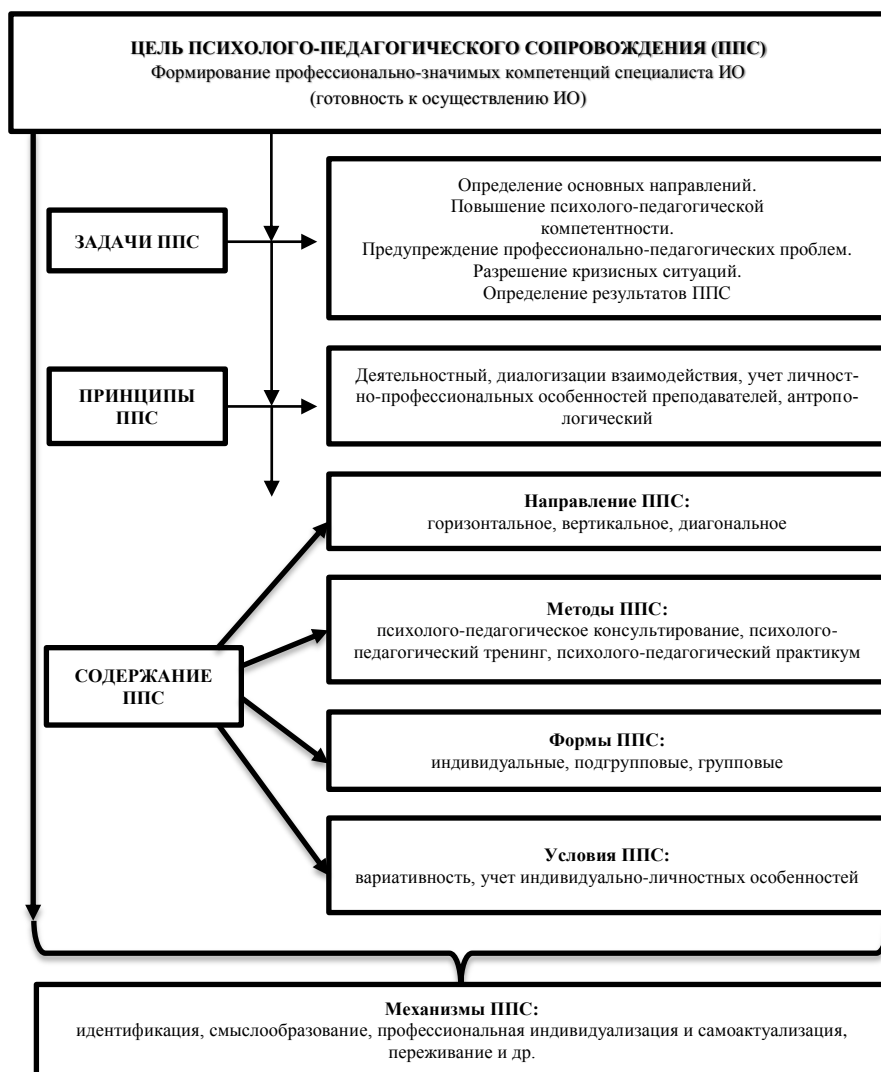 ЦЕЛЬ ПСИХОЛОГО-ПЕДАГОГИЧЕСКОГО СОПРОВОЖДЕНИЯ (ППС)
Формирование профессионально-значимых компетенций специалиста ИО
(готовность к осуществлению ИО)
ЗАДАЧИ ППС
Определение основных направлений.
Повышение психолого-педагогической
компетентности.
Предупреждение профессионально-педагогических проблем.
Разрешение кризисных ситуаций.
Определение результатов ППС
ПРИНЦИПЫ
ППС
Деятельностный, диалогизации взаимодействия, учет личност-
но-профессиональных особенностей преподавателей, антропо-
логический
СОДЕРЖАНИЕ
ППС
Направление ППС:
горизонтальное, вертикальное, диагональное
Методы ППС:
психолого-педагогическое консультирование, психолого-
педагогический тренинг, психолого-педагогический практикум
Формы ППС:
индивидуальные, подгрупповые, групповые
Условия ППС:
вариативность, учет индивидуально-личностных особенностей
Механизмы ППС:
идентификация, смыслообразование, профессиональная индивидуализация и самоактуализация,
переживание и др.